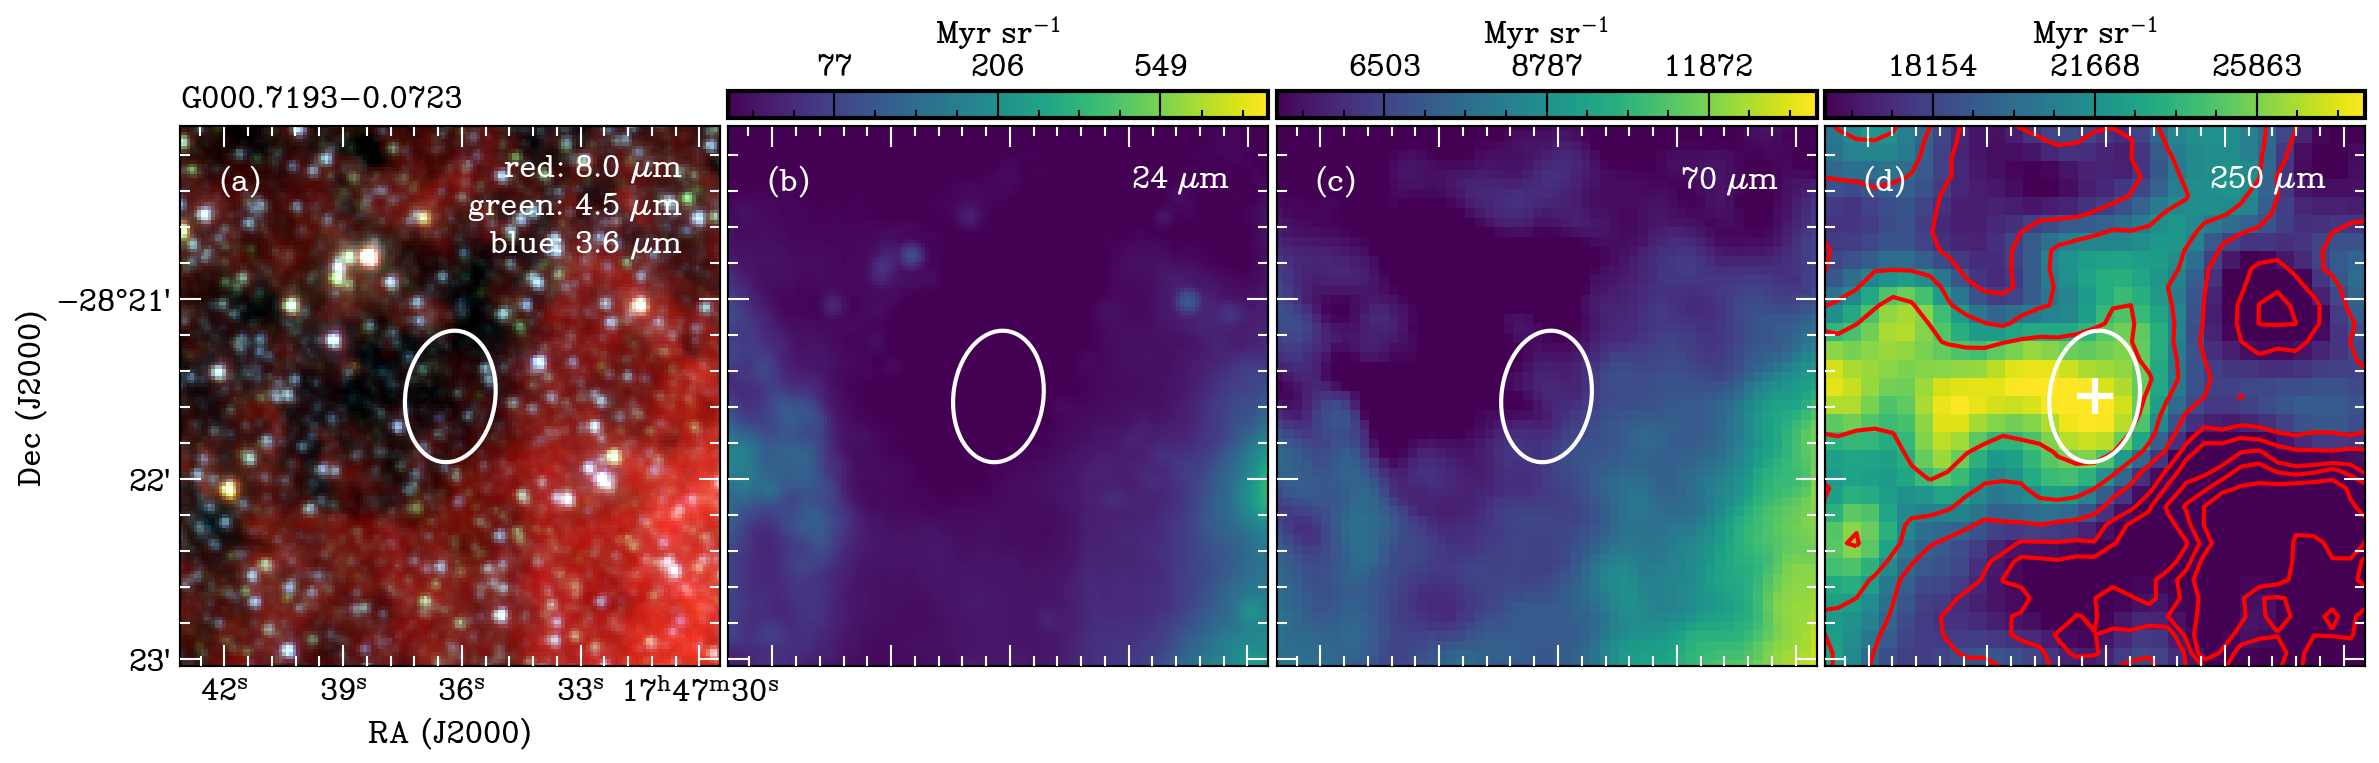 Myr sr⁻¹
Myr sr⁻¹
Myr sr⁻¹
77 206 549
6503 8787 11872
18154 21668 25863
G000.7193−0.0723
(a)
red: 8.0 μm
green: 4.5 μm
blue: 3.6 μm
(b)
24 μm
(c)
70 μm
(d)
250 μm
Dec (J2000)
−28°21'
22'
23'
42ˢ 39ˢ 36ˢ 33ˢ 17ʰ47ᵐ30ˢ
RA (J2000)